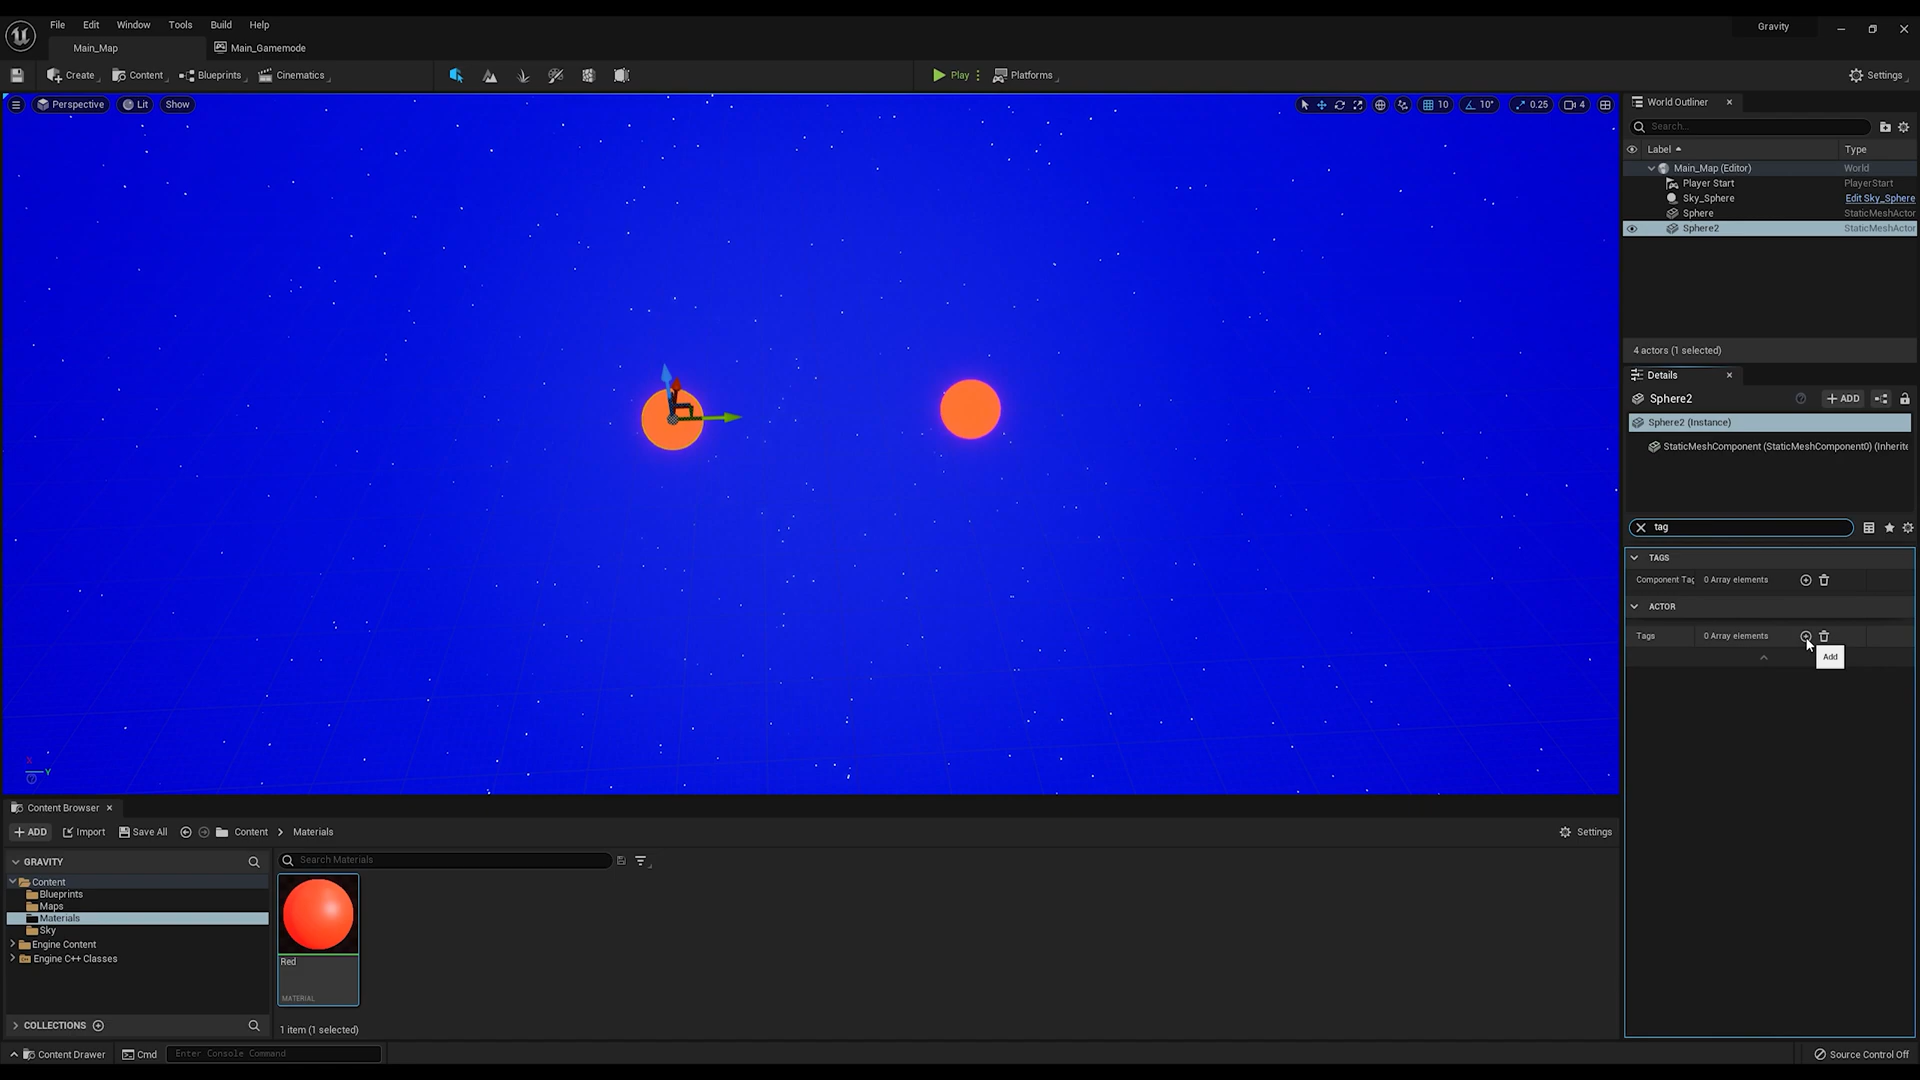 File Edit Window Tools Build Help
Gravity
Main_Map
Main_Gamemode
Create Content Blueprints Cinematics
Play Platforms
Settings
Perspective Lit Show
10 10° 0.25 4
World Outliner
Search...
Label Type
Main_Map (Editor) World
Player Start PlayerStart
Sky_Sphere Edit Sky_Sphere
Sphere StaticMeshActor
Sphere2 StaticMeshActor
4 actors (1 selected)
Details
Sphere2
+ ADD
Sphere2 (Instance)
StaticMeshComponent (StaticMeshComponent0) (Inherite
tag
TAGS
Component Tag 0 Array elements
ACTOR
Tags 0 Array elements
Add
X Y
Content Browser
+ ADD Import Save All Content > Materials Settings
GRAVITY
Search Materials
Content
Blueprints
Maps
Materials
Sky
Engine Content
Engine C++ Classes
Red
MATERIAL
COLLECTIONS
1 item (1 selected)
Content Drawer Cmd Enter Console Command
Source Control Off